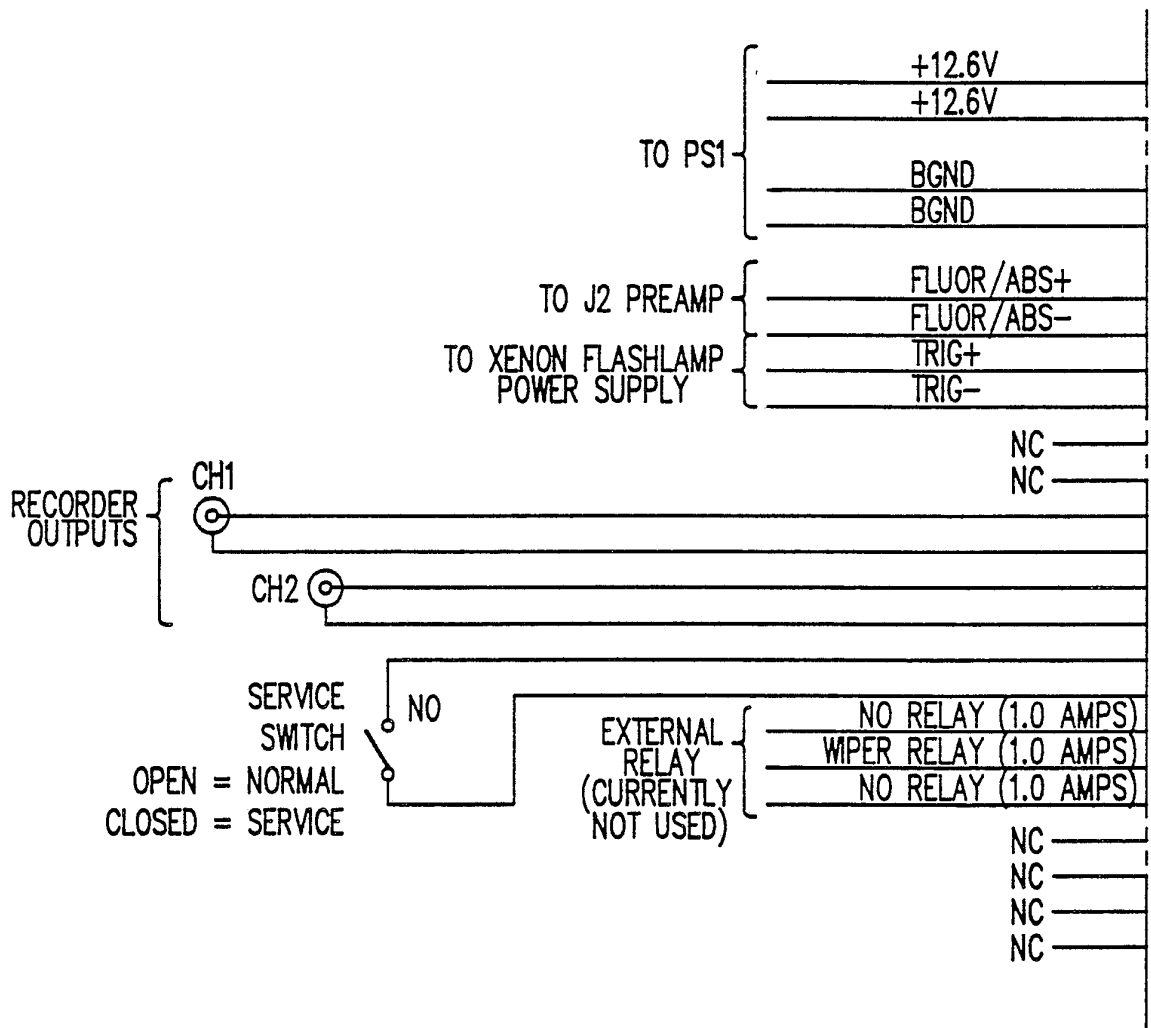 +12.6V
+12.6V
TO PS1
BGND
BGND
FLUOR/ABS+
TO J2 PREAMP
FLUOR/ABS-
TO XENON FLASHLAMP
POWER SUPPLY
TRIG+
TRIG-
NC
NC
CH1
RECORDER
OUTPUTS
CH2
SERVICE
SWITCH
OPEN = NORMAL
CLOSED = SERVICE
NO
EXTERNAL
RELAY
(CURRENTLY
NOT USED)
NO RELAY (1.0 AMPS)
WIPER RELAY (1.0 AMPS)
NO RELAY (1.0 AMPS)
NC
NC
NC
NC